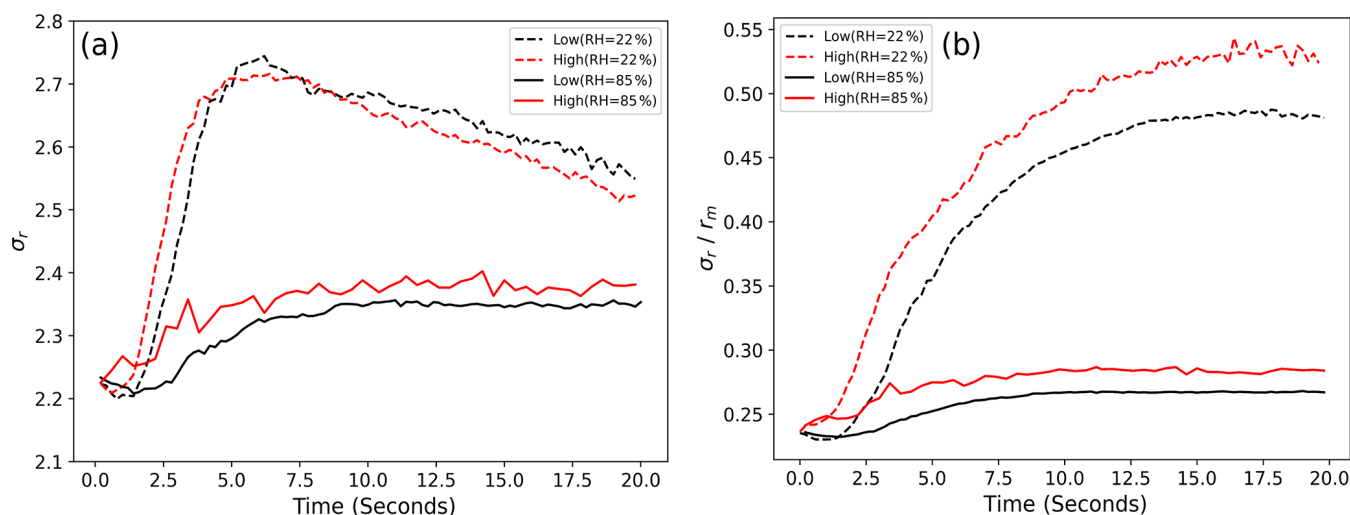 (a)
Low(RH=22%)
High(RH=22%)
Low(RH=85%)
High(RH=85%)
2.8
2.7
2.6
2.5
2.4
2.3
2.2
2.1
σr
0.0 2.5 5.0 7.5 10.0 12.5 15.0 17.5 20.0
Time (Seconds)
(b)
Low(RH=22%)
High(RH=22%)
Low(RH=85%)
High(RH=85%)
0.55
0.50
0.45
0.40
0.35
0.30
0.25
σr / rm
0.0 2.5 5.0 7.5 10.0 12.5 15.0 17.5 20.0
Time (Seconds)